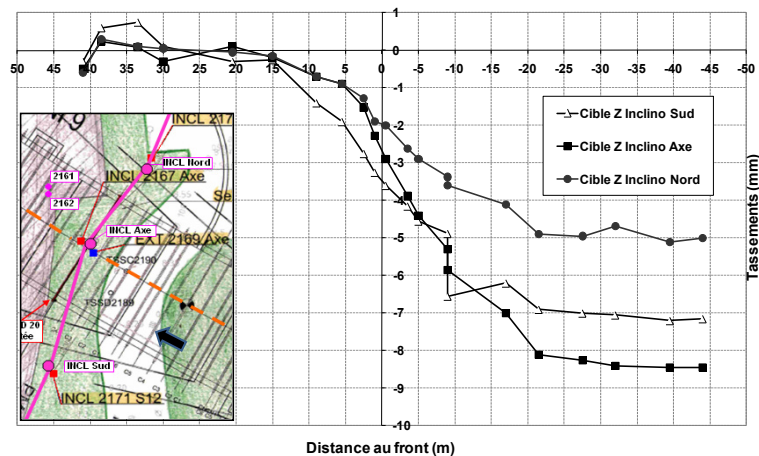 1
0
-1
-2
-3
-4
-5
-6
-7
-8
-9
-10
50 45 40 35 30 25 20 15 10 5 0 -5 -10 -15 -20 -25 -30 -35 -40 -45 -50
Tassements (mm)
Distance au front (m)
Cible Z Inclino Sud
Cible Z Inclino Axe
Cible Z Inclino Nord
INCL 217
INCL Nord
2161
INCL 2167 Axe
2162
Se
INCL Axe
EXT 2169 Axe
TSSC2190
TSSD2189
D 20
tée
INCL Sud
INCL 2171 S12